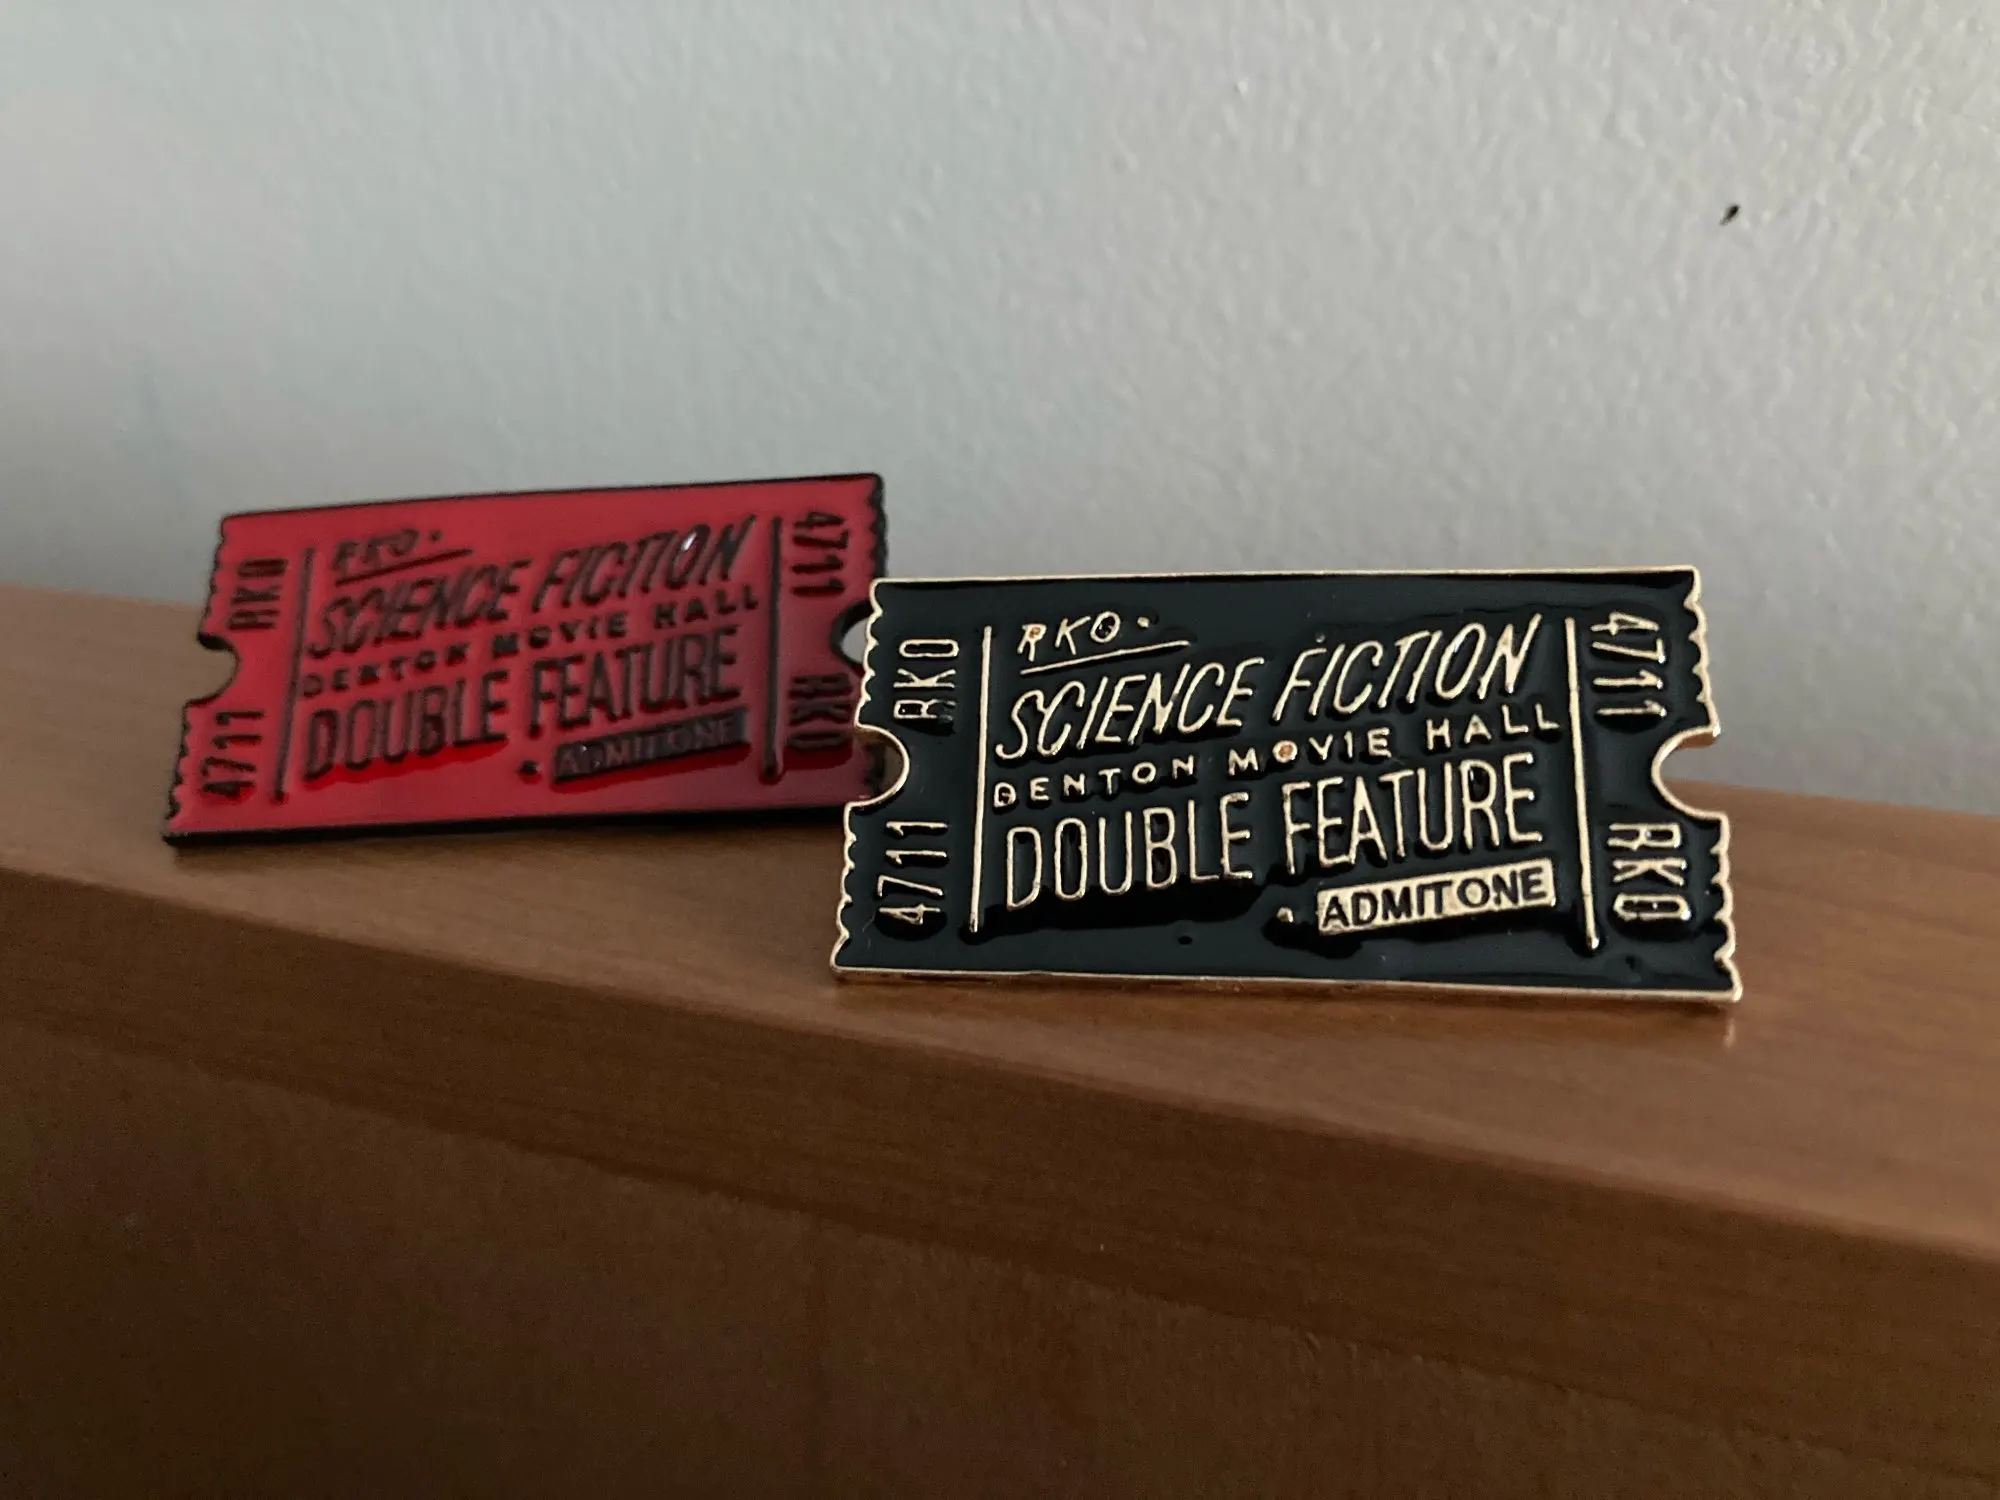 RKO
4711
RKO.
SCIENCE FICTION
DENTON MOVIE HALL
DOUBLE FEATURE
ADMIT ONE
4711
RKO
RKO
4711
RKO.
SCIENCE FICTION
DENTON MOVIE HALL
DOUBLE FEATURE
ADMIT ONE
4711
RKO